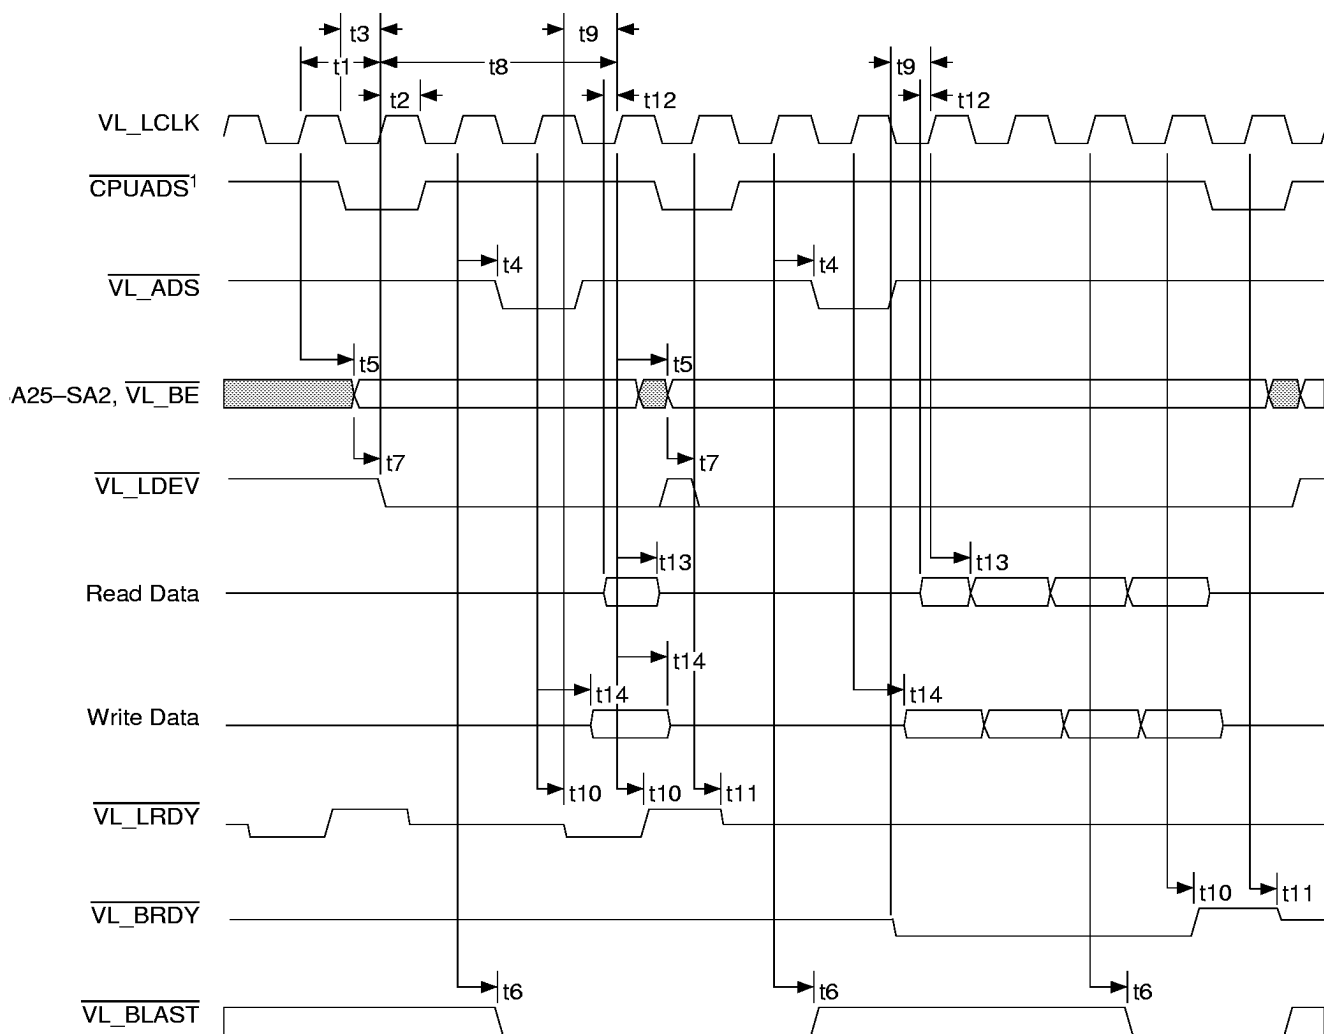 t3 t9
t1 t8 t9
t2 t12 t12
VL_LCLK
CPUADS1
t4 t4
VL_ADS
t5 t5
A25–SA2, VL_BE
t7 t7
VL_LDEV
t13 t13
Read Data
t14
t14 t14
Write Data
t10 t10 t11
VL_LRDY
t10 t11
VL_BRDY
t6 t6 t6
VL_BLAST